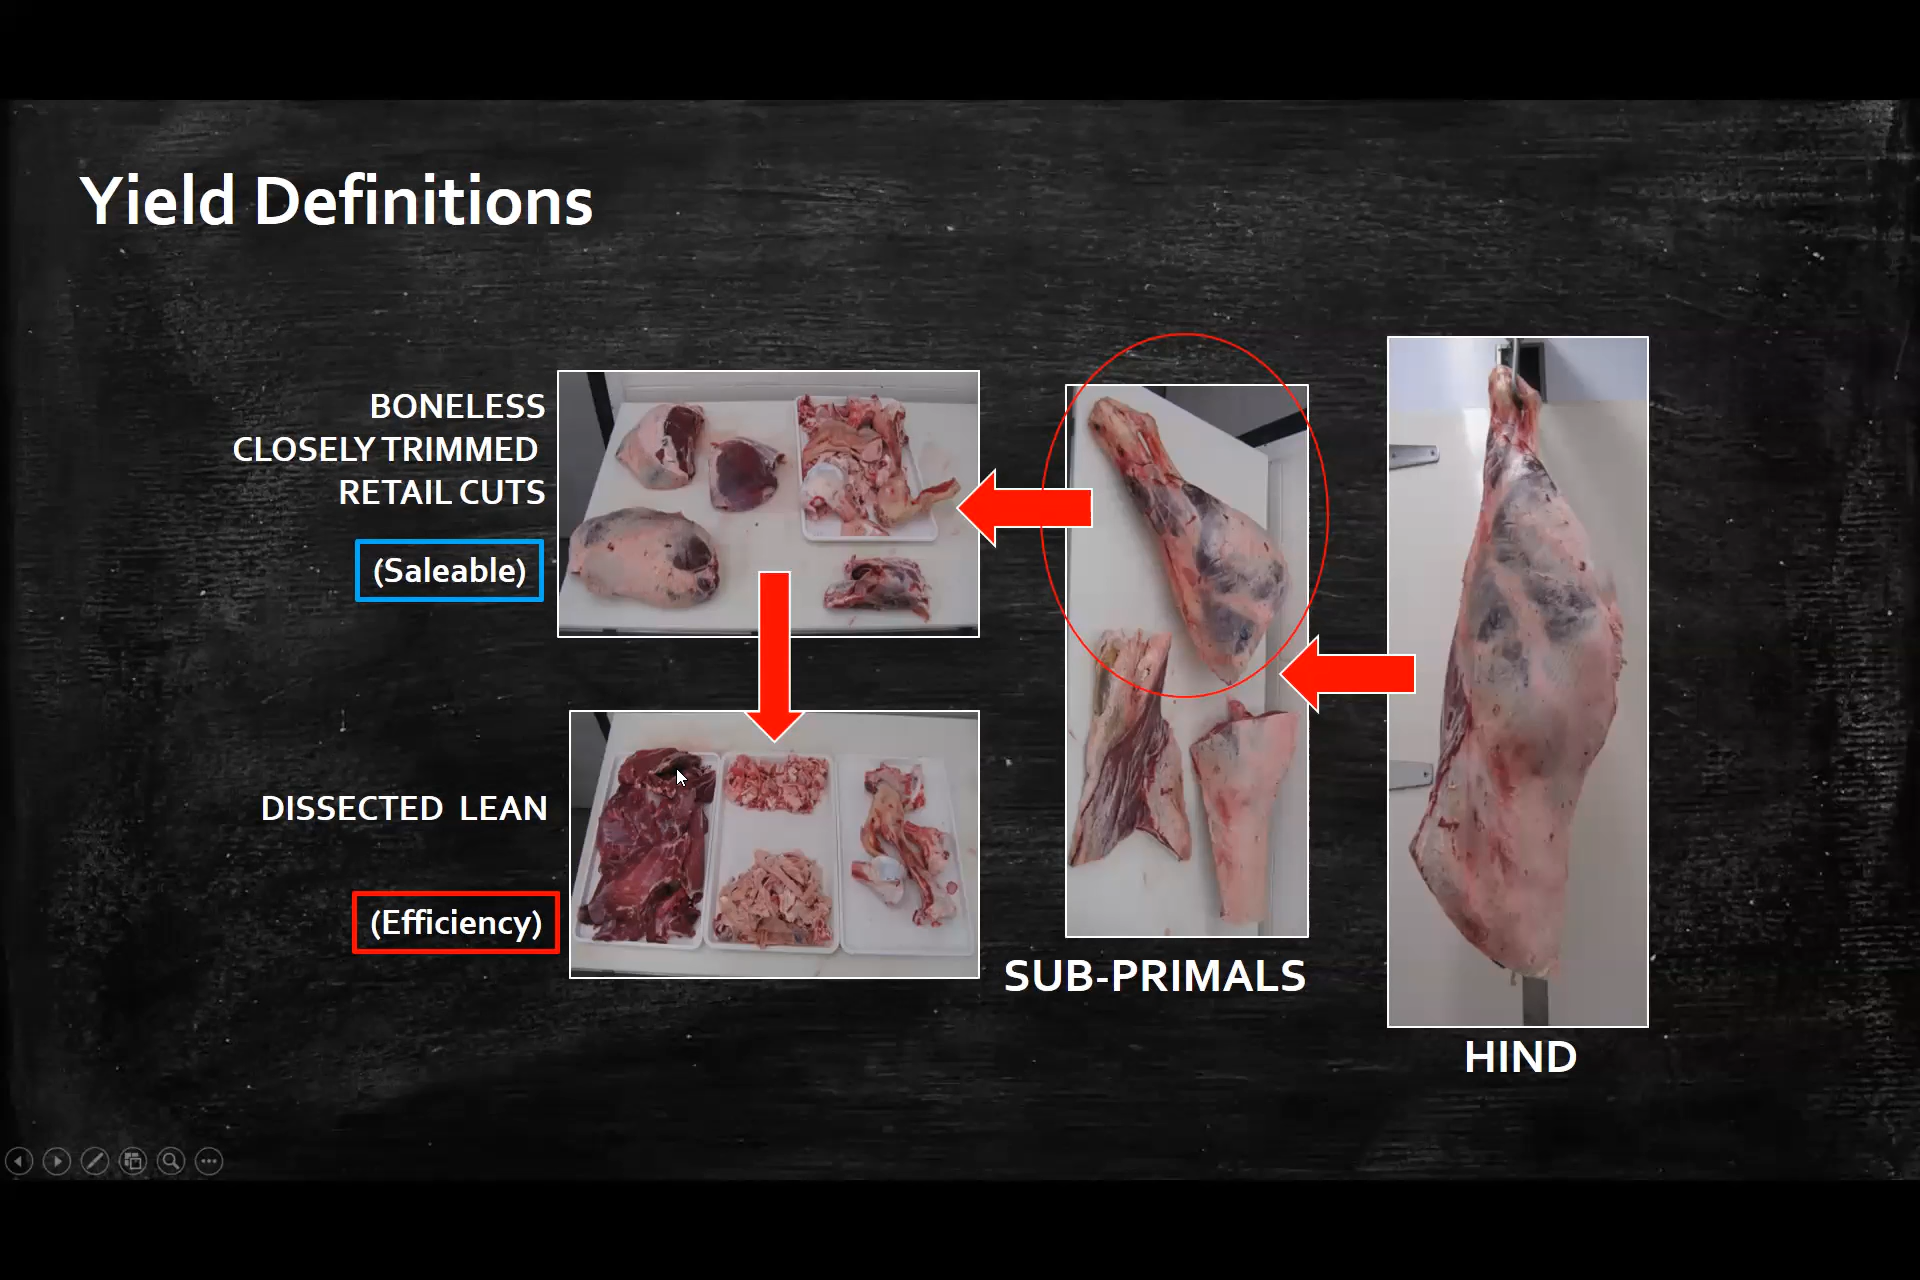 Yield Definitions
BONELESS
CLOSELY TRIMMED
RETAIL CUTS
(Saleable)
DISSECTED LEAN
(Efficiency)
SUB-PRIMALS
HIND